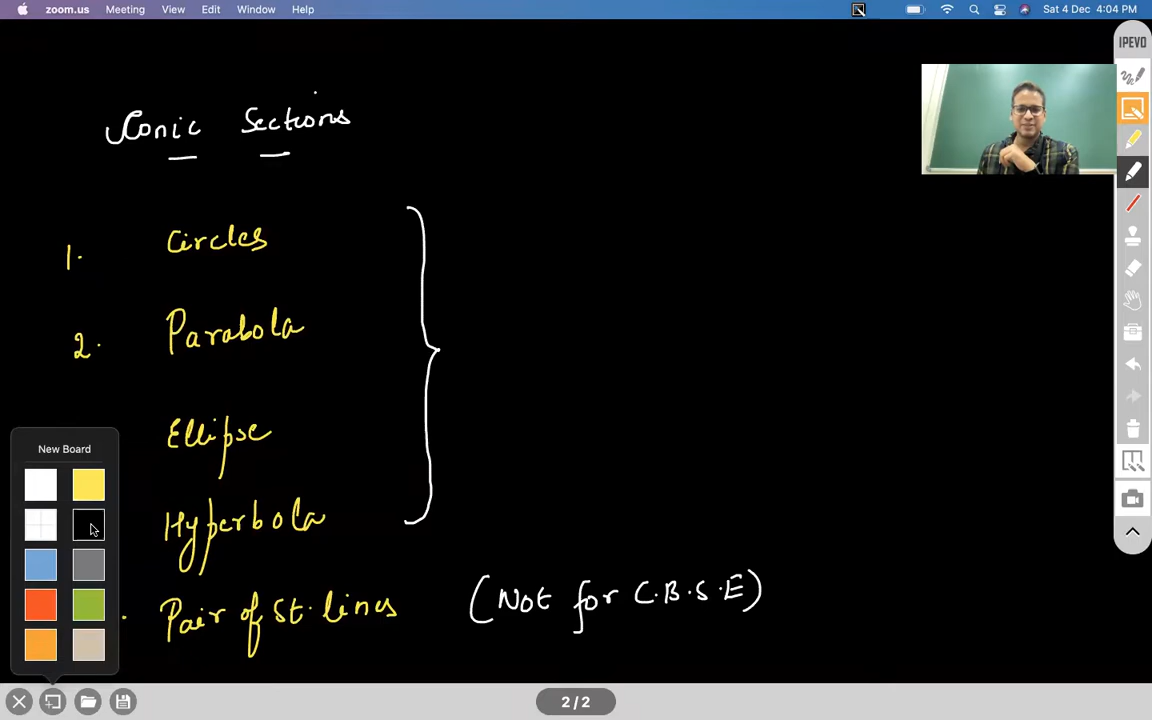 zoom.us Meeting View Edit Window Help Sat 4 Dec 4:04 PM
IPEVO
Conic Sections
1. Circles
2. Parabola
Ellipse
New Board
Hyperbola
Pair of St. lines (Not for C.B.S.E)
2/2